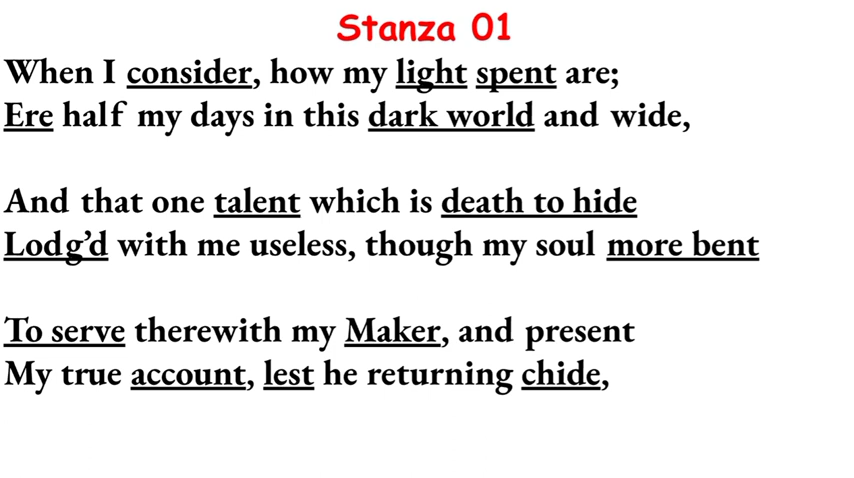 Stanza 01
When I consider, how my light spent are;
Ere half my days in this dark world and wide,
And that one talent which is death to hide
Lodg’d with me useless, though my soul more bent
To serve therewith my Maker, and present
My true account, lest he returning chide,